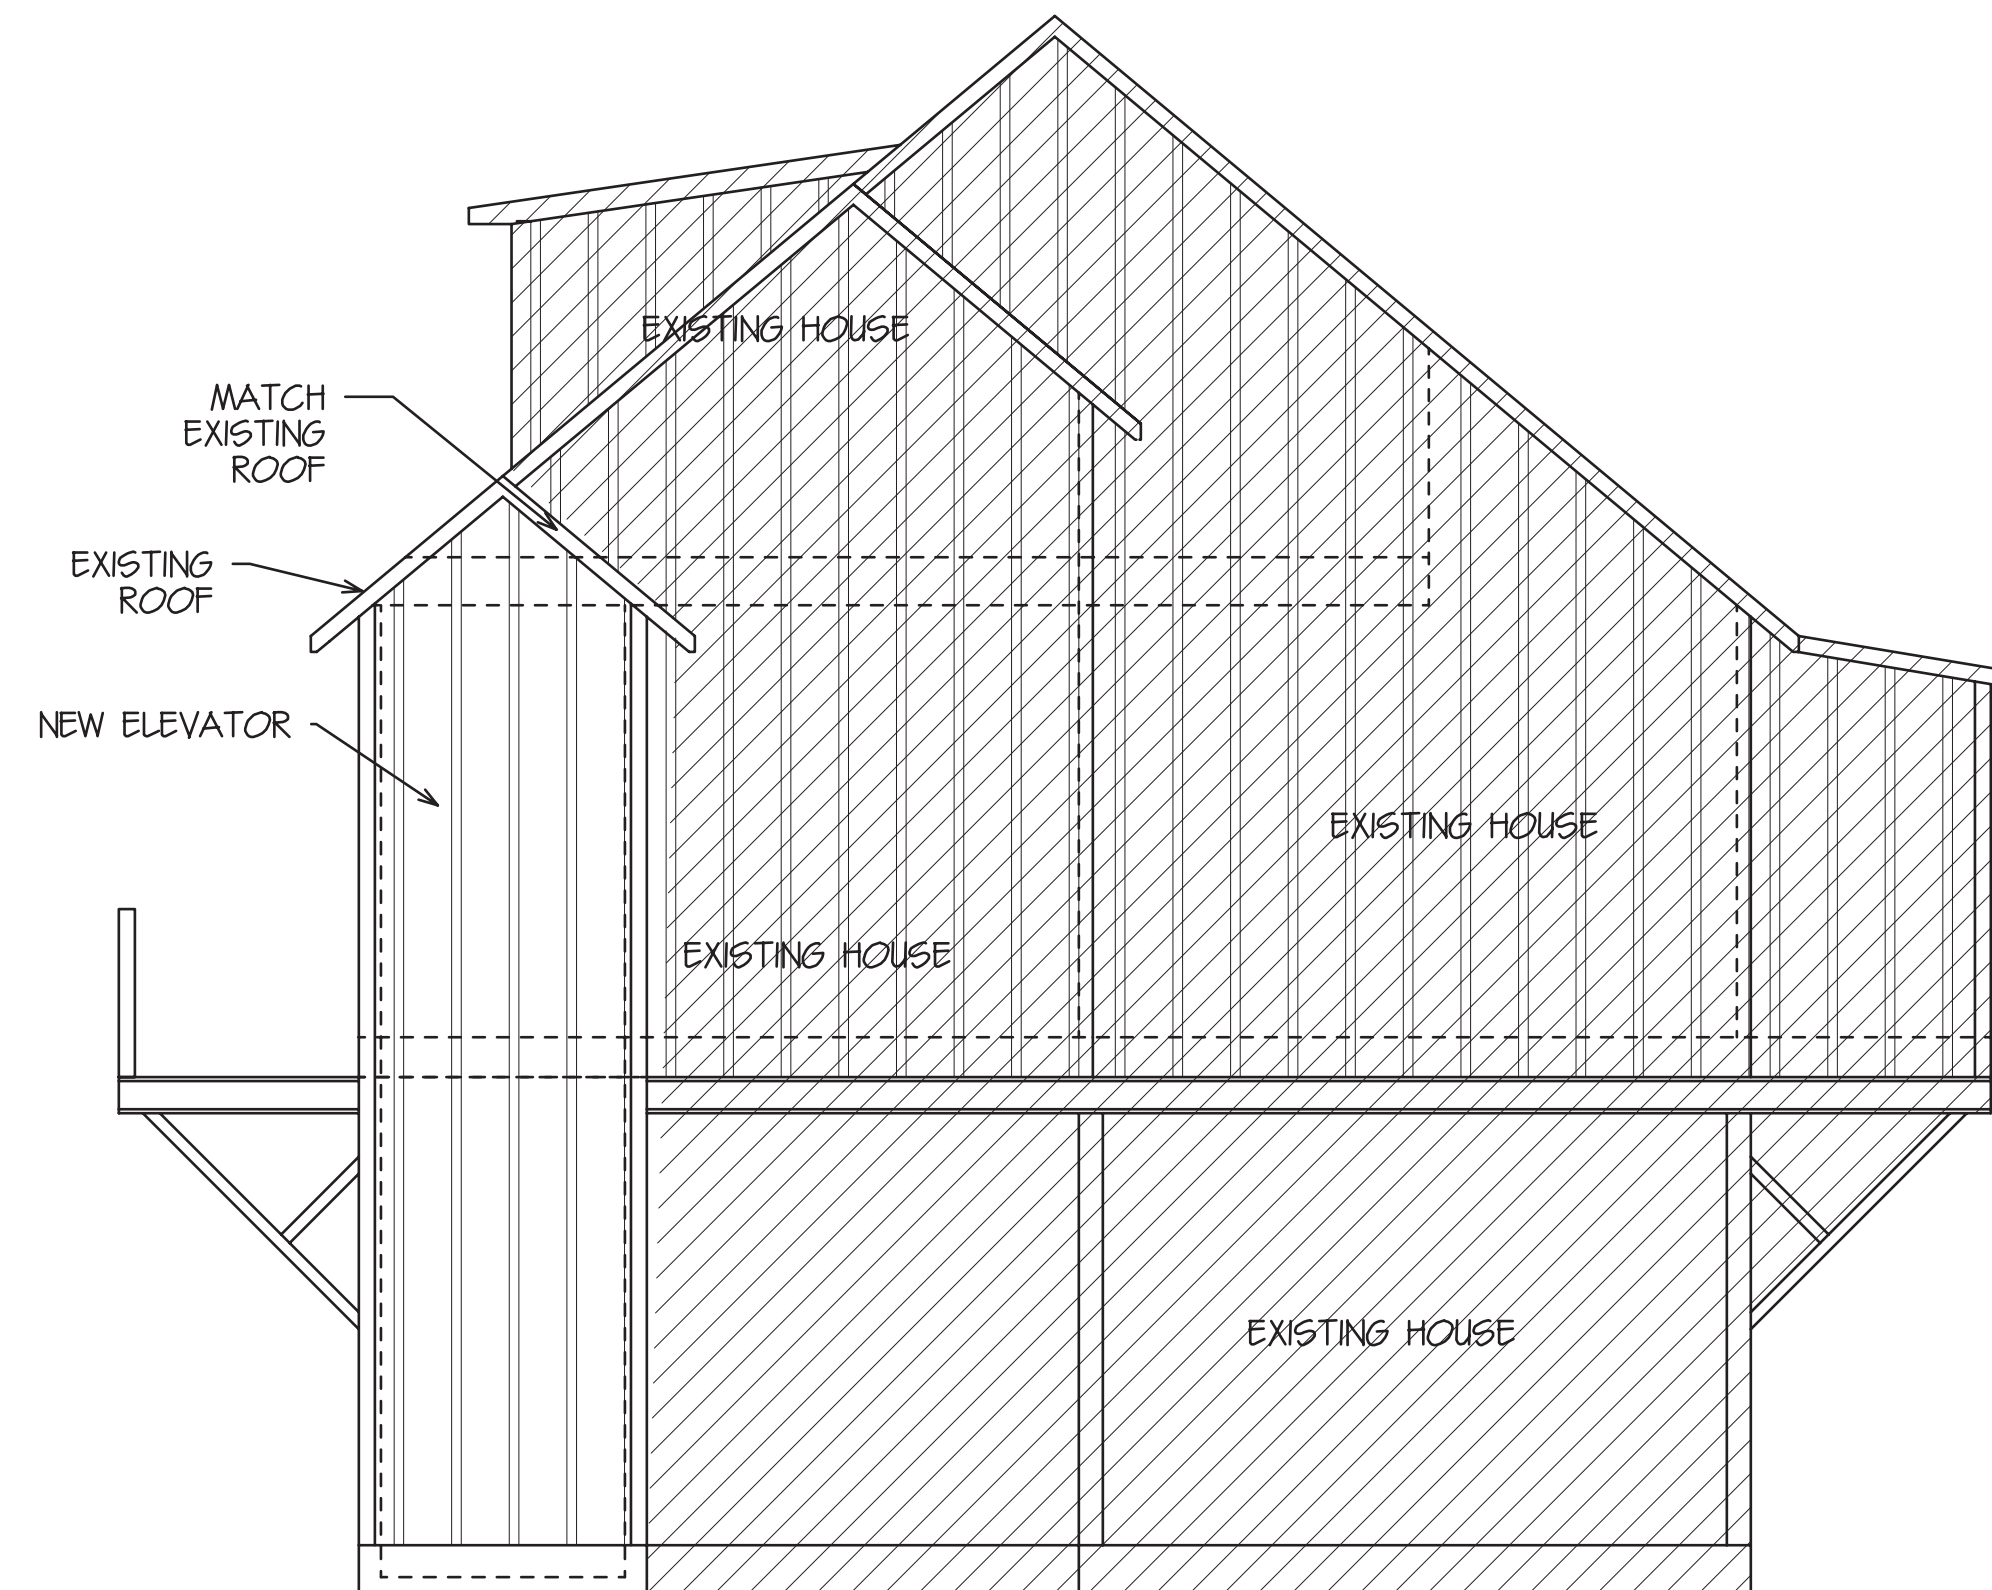 EXISTING HOUSE
MATCH
EXISTING
ROOF
EXISTING
ROOF
NEW ELEVATOR
EXISTING HOUSE
EXISTING HOUSE
EXISTING HOUSE